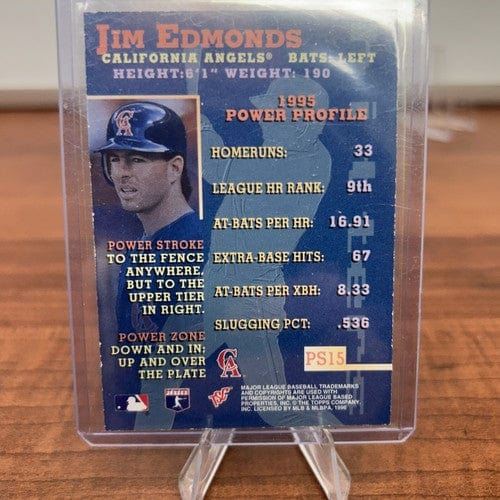 JIM EDMONDS
CALIFORNIA ANGELS® BATS: LEFT
HEIGHT: 6'1" WEIGHT: 190
1995
POWER PROFILE
HOMERUNS: 33
LEAGUE HR RANK: 9th
AT-BATS PER HR: 16.91
EXTRA-BASE HITS: 67
AT-BATS PER XBH: 8.33
SLUGGING PCT: .536
POWER STROKE
TO THE FENCE
ANYWHERE,
BUT TO THE
UPPER TIER
IN RIGHT.
POWER ZONE
DOWN AND IN;
UP AND OVER
THE PLATE
PS15
CA
TSC
MAJOR LEAGUE BASEBALL TRADEMARKS
AND COPYRIGHTS ARE USED WITH
PERMISSION OF MAJOR LEAGUE BASEBALL
PROPERTIES, INC. © THE TOPPS COMPANY,
INC. LICENSED BY MLB & MLBPA, 1996